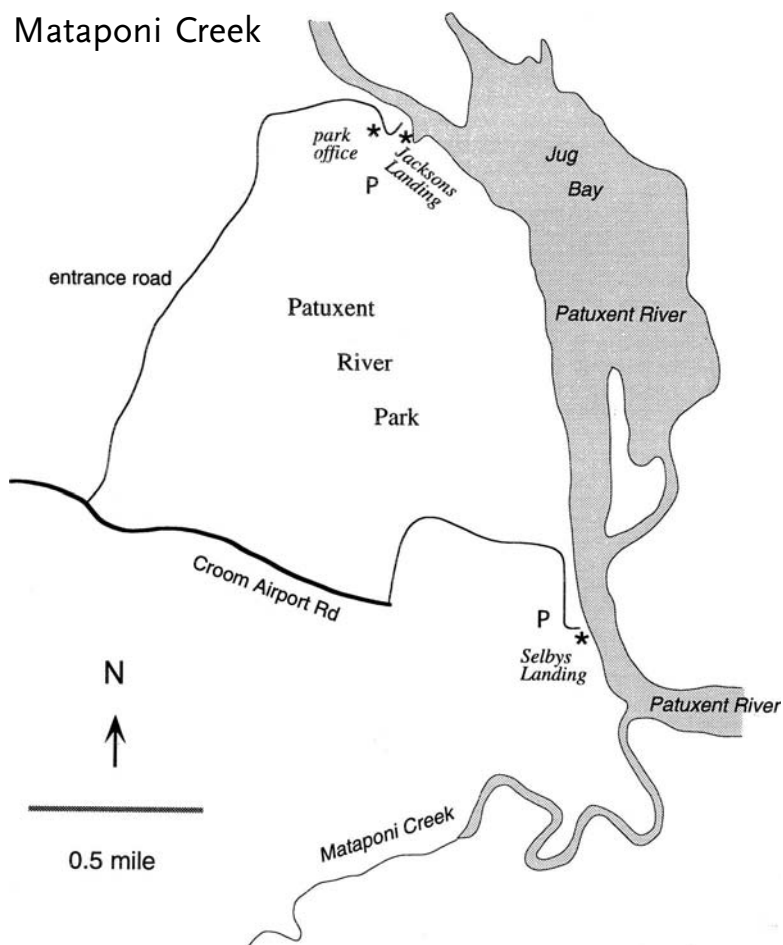 Mataponi Creek
park
office
Jacksons
Landing
P
Jug
Bay
entrance road
Patuxent
River
Park
Patuxent River
Croom Airport Rd
P
Selbys
Landing
N
Patuxent River
Mataponi Creek
0.5 mile